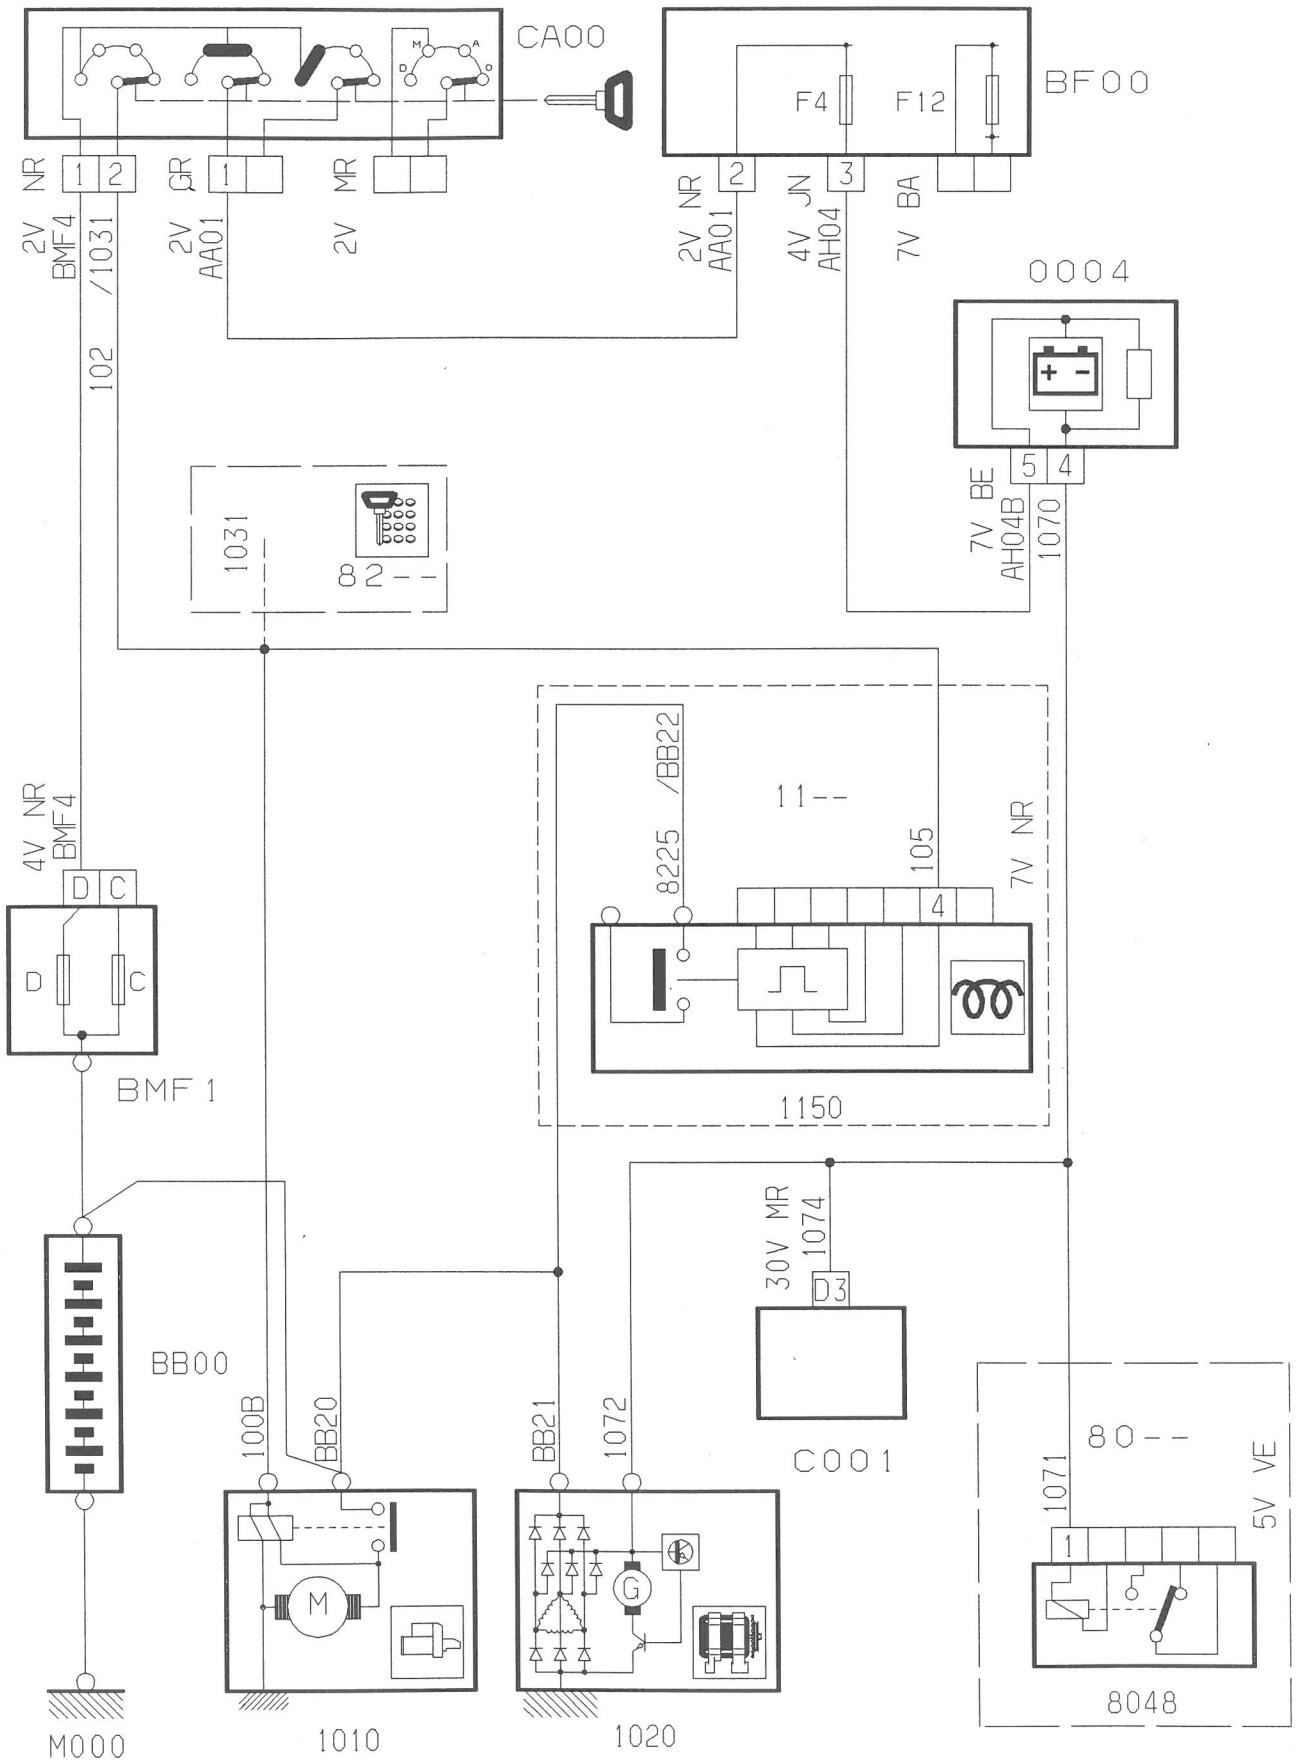 CA00
M
A
D
O
BF00
F4
F12
2V NR
1
2
GR
1
MR
2
2V NR
3
4V JN
7V BA
BMF4
/1031
2V
AA01
2V
AA01
AH04
0004
+ -
102
5
4
7V BE
AH04B
1070
1031
82--
/BB22
11--
8225
105
7V NR
4V NR
BMF4
D
C
4
D
C
BMF1
1150
30V MR
1074
D3
BB00
C001
100B
BB20
BB21
1072
80--
1071
5V VE
1
M
G
8048
M000
1010
1020